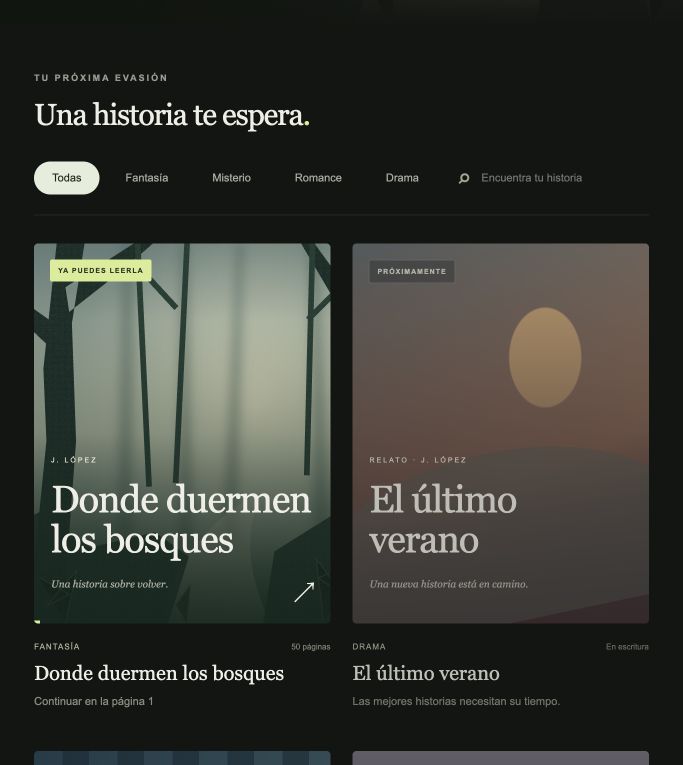 TU PRÓXIMA EVASIÓN
Una historia te espera.
Todas
Fantasía
Misterio
Romance
Drama
Encuentra tu historia
YA PUEDES LEERLA
J. LÓPEZ
Donde duermen
los bosques
Una historia sobre volver.
FANTASÍA
50 páginas
Donde duermen los bosques
Continuar en la página 1
PRÓXIMAMENTE
RELATO · J. LÓPEZ
El último
verano
Una nueva historia está en camino.
DRAMA
En escritura
El último verano
Las mejores historias necesitan su tiempo.